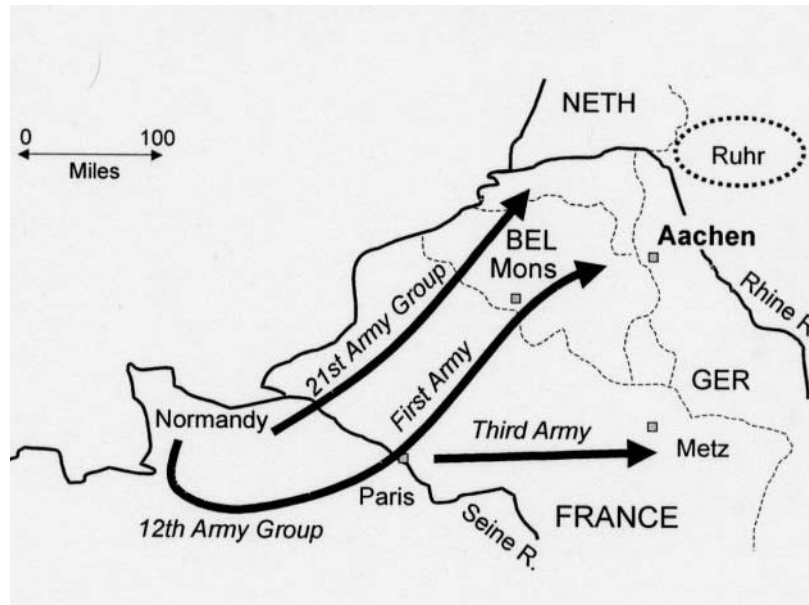 NETH
0 100
Miles
Ruhr
Aachen
BEL
Mons
21st Army Group
Rhine R.
First Army
GER
Normandy
Third Army
Metz
Paris
12th Army Group
Seine R.
FRANCE